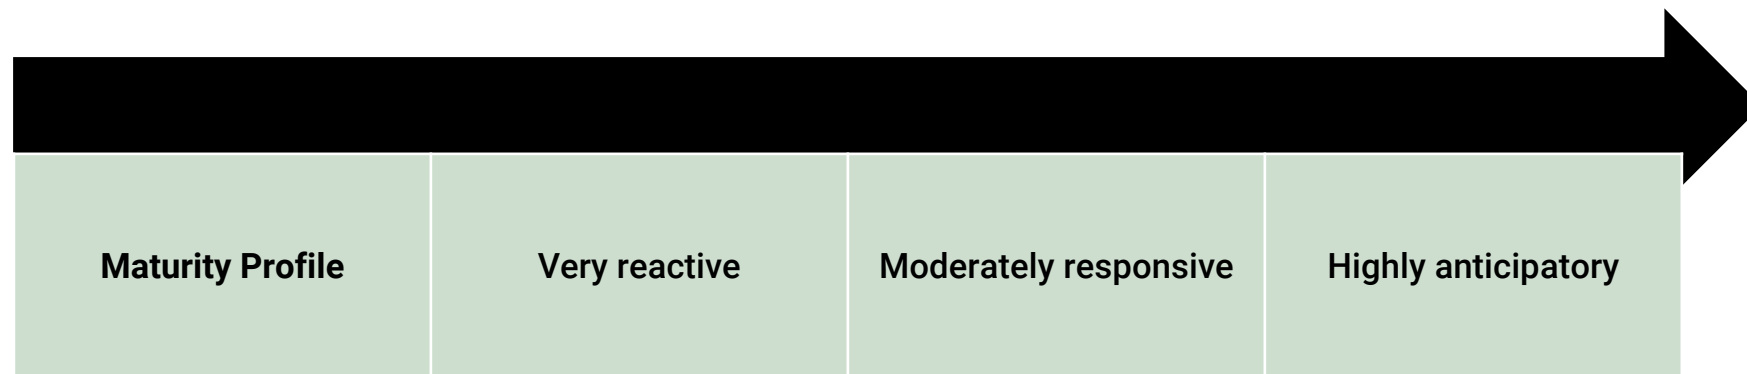 Maturity Profile
Very reactive
Moderately responsive
Highly anticipatory